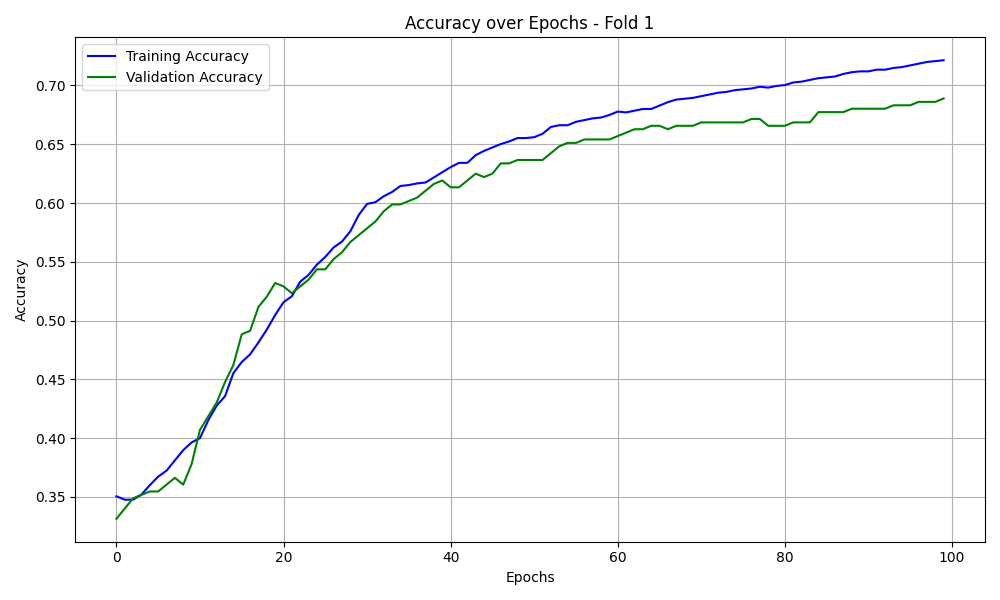 Accuracy over Epochs - Fold 1
Training Accuracy
Validation Accuracy
Accuracy
0.70
0.65
0.60
0.55
0.50
0.45
0.40
0.35
0 20 40 60 80 100
Epochs